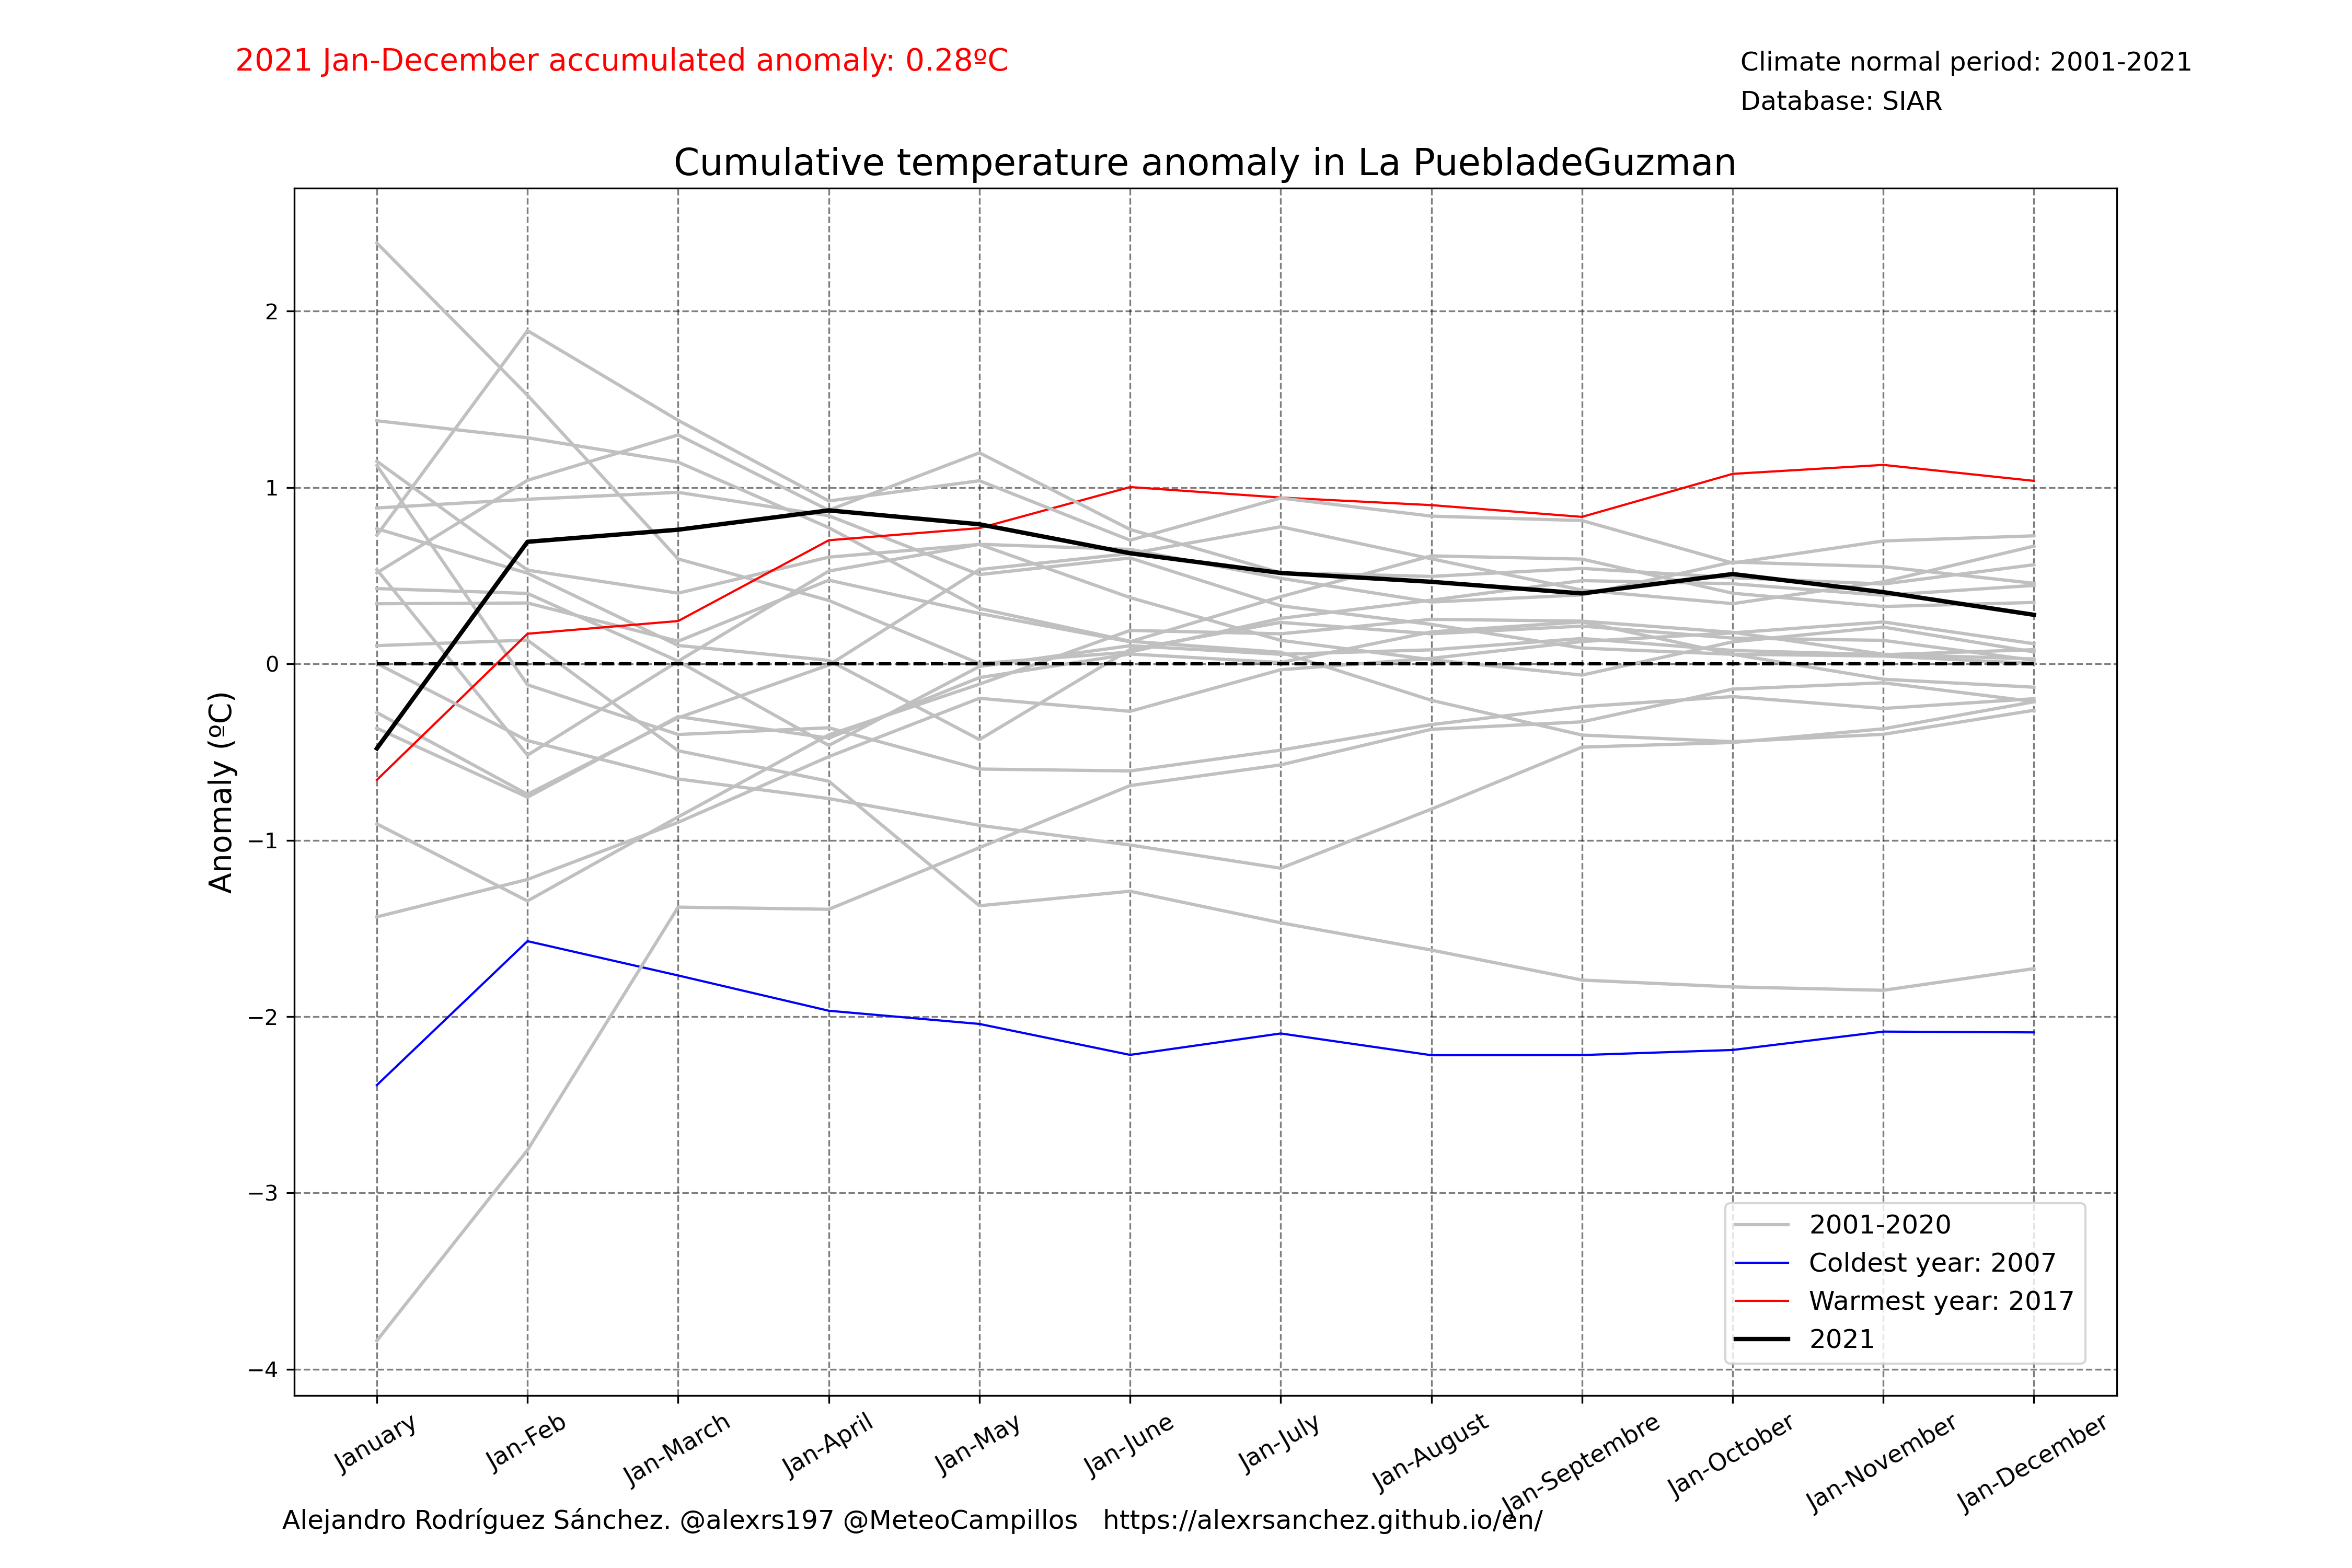 2021 Jan-December accumulated anomaly: 0.28ºC
Climate normal period: 2001-2021
Database: SIAR
Cumulative temperature anomaly in La PuebladeGuzman
Anomaly (ºC)
2
1
0
−1
−2
−3
−4
2001-2020
Coldest year: 2007
Warmest year: 2017
2021
January
Jan-Feb
Jan-March
Jan-April
Jan-May
Jan-June
Jan-July
Jan-August
Jan-Septembre
Jan-October
Jan-November
Jan-December
Alejandro Rodríguez Sánchez. @alexrs197 @MeteoCampillos   https://alexrsanchez.github.io/en/